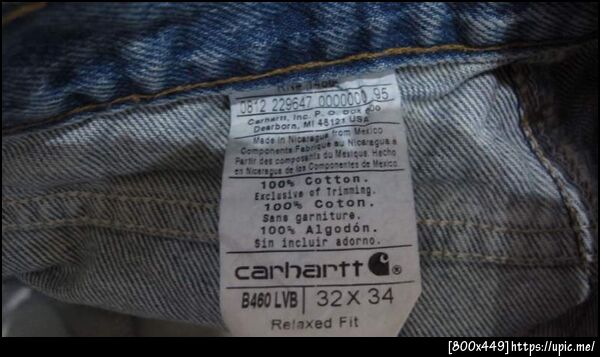 0812 229647 0000000 95
Carhartt, Inc. P. O. Box 600
Dearborn, MI 48121 USA
Made in Nicaragua from Mexico
Components Fabriqué au Nicaragua à
Partir des composants du Mexique. Hecho
en Nicaragua de los Componentes de Mexico
100% Cotton.
Exclusive of Trimming.
100% Coton.
Sans garniture.
100% Algodón.
Sin incluir adorno.
carhartt ®
B460 LVB 32 X 34
Relaxed Fit
[800x449]https://upic.me/